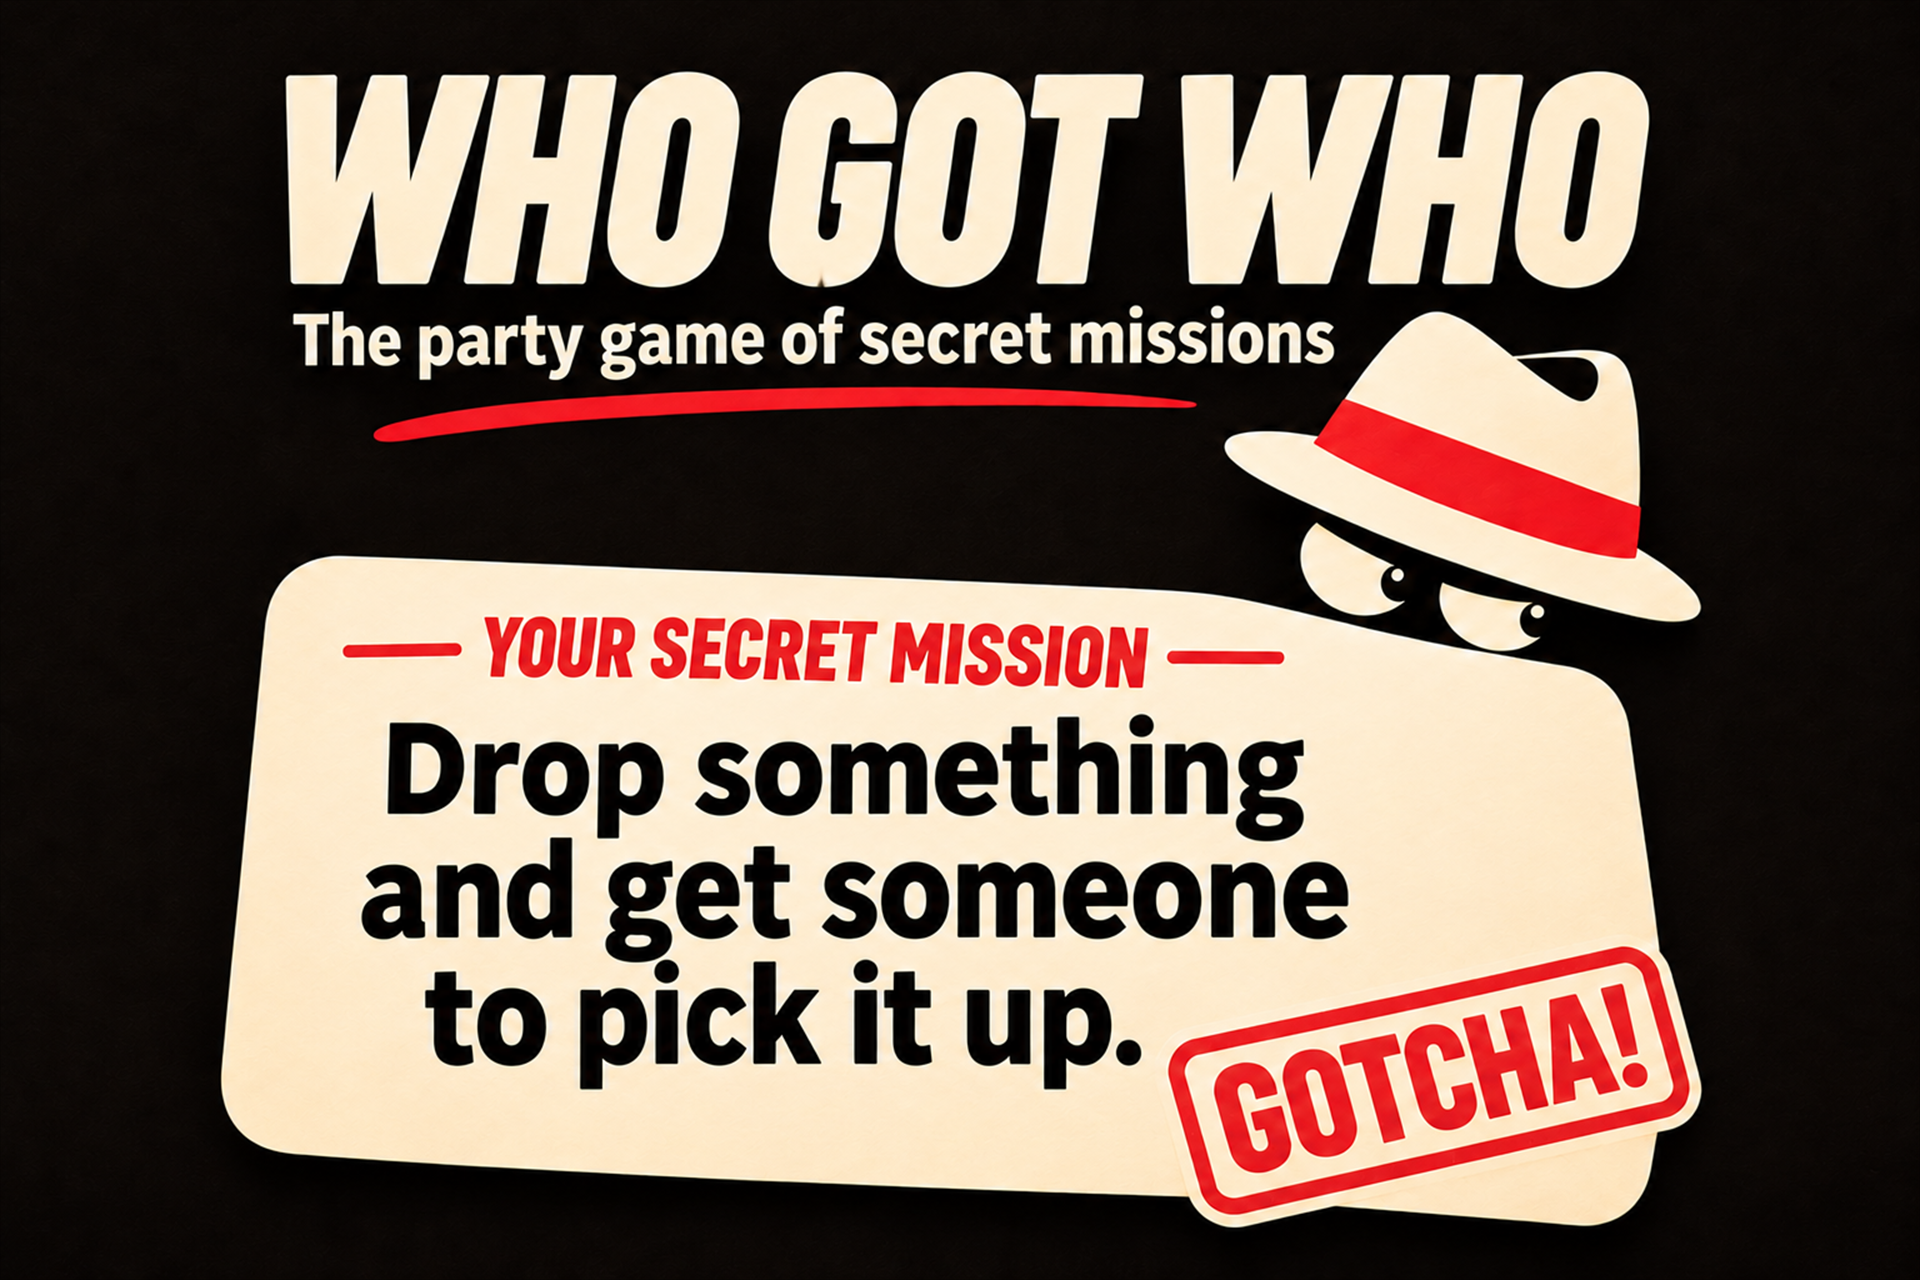 WHO GOT WHO
The party game of secret missions
YOUR SECRET MISSION
Drop something
and get someone
to pick it up.
GOTCHA!